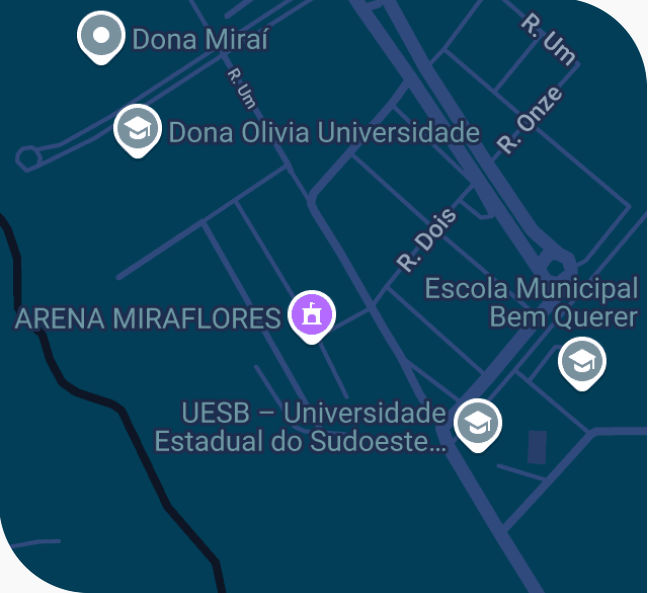 R. Um
Dona Miraí
R. Um
R. Onze
Dona Olivia Universidade
R. Dois
Escola Municipal
Bem Querer
ARENA MIRAFLORES
UESB – Universidade
Estadual do Sudoeste...